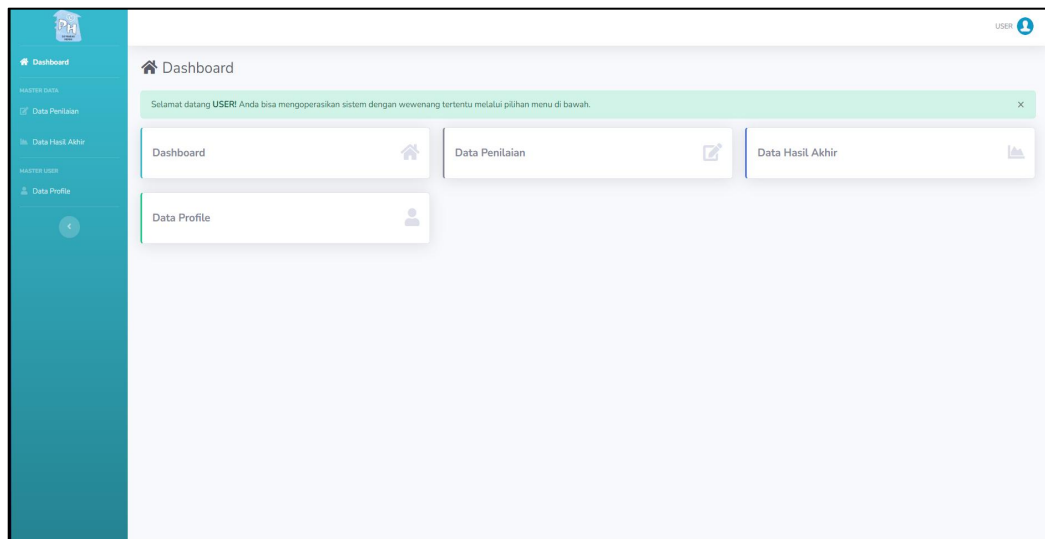 PH
USER
Dashboard
MASTER DATA
Data Penilaian
Data Hasil Akhir
MASTER USER
Data Profile
Dashboard
Selamat datang USER! Anda bisa mengoperasikan sistem dengan wewenang tertentu melalui pilihan menu di bawah.
Dashboard
Data Penilaian
Data Hasil Akhir
Data Profile